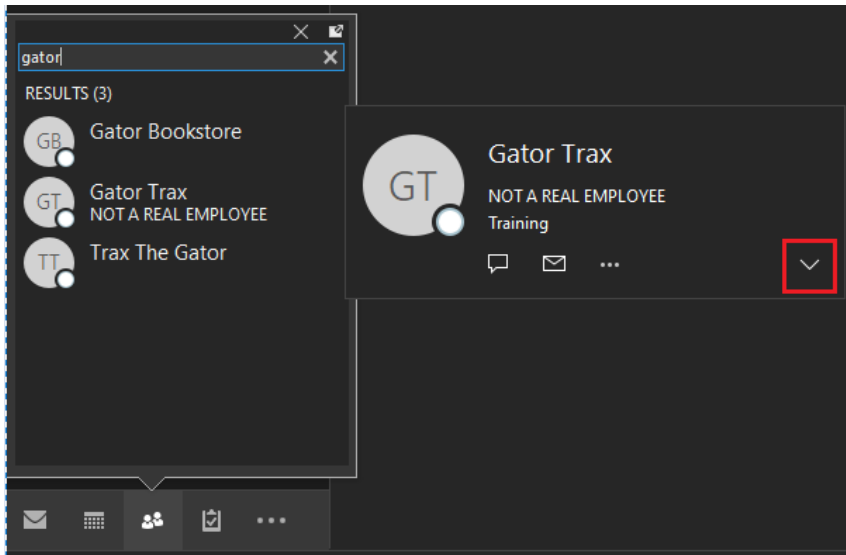 gator
RESULTS (3)
GB
Gator Bookstore
GT
Gator Trax
NOT A REAL EMPLOYEE
TT
Trax The Gator
GT
Gator Trax
NOT A REAL EMPLOYEE
Training